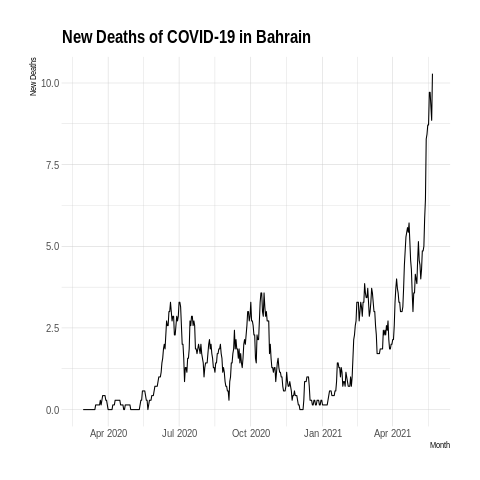 New Deaths of COVID-19 in Bahrain
New Deaths
10.0
7.5
5.0
2.5
0.0
Apr 2020 Jul 2020 Oct 2020 Jan 2021 Apr 2021
Month